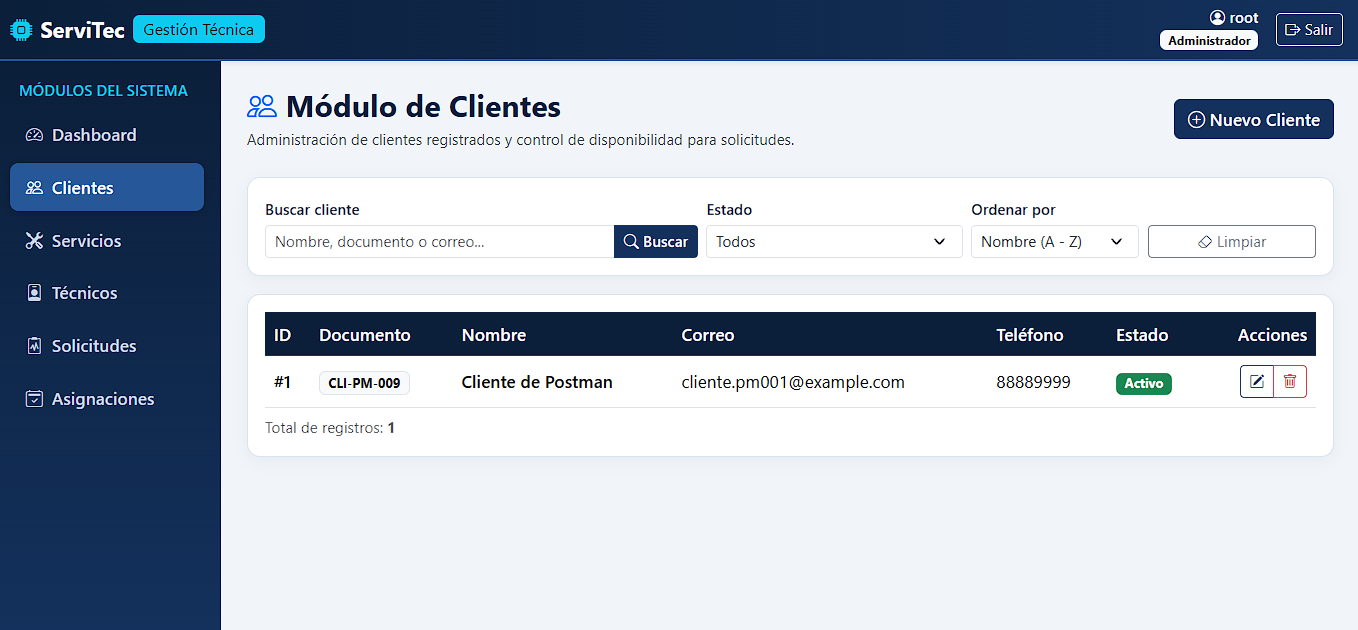 ServiTec Gestión Técnica
root
Administrador
Salir
MÓDULOS DEL SISTEMA
Dashboard
Clientes
Servicios
Técnicos
Solicitudes
Asignaciones
Módulo de Clientes
Administración de clientes registrados y control de disponibilidad para solicitudes.
Nuevo Cliente
Buscar cliente Estado Ordenar por
Nombre, documento o correo... Buscar Todos Nombre (A - Z) Limpiar
ID Documento Nombre Correo Teléfono Estado Acciones
#1 CLI-PM-009 Cliente de Postman cliente.pm001@example.com 88889999 Activo
Total de registros: 1